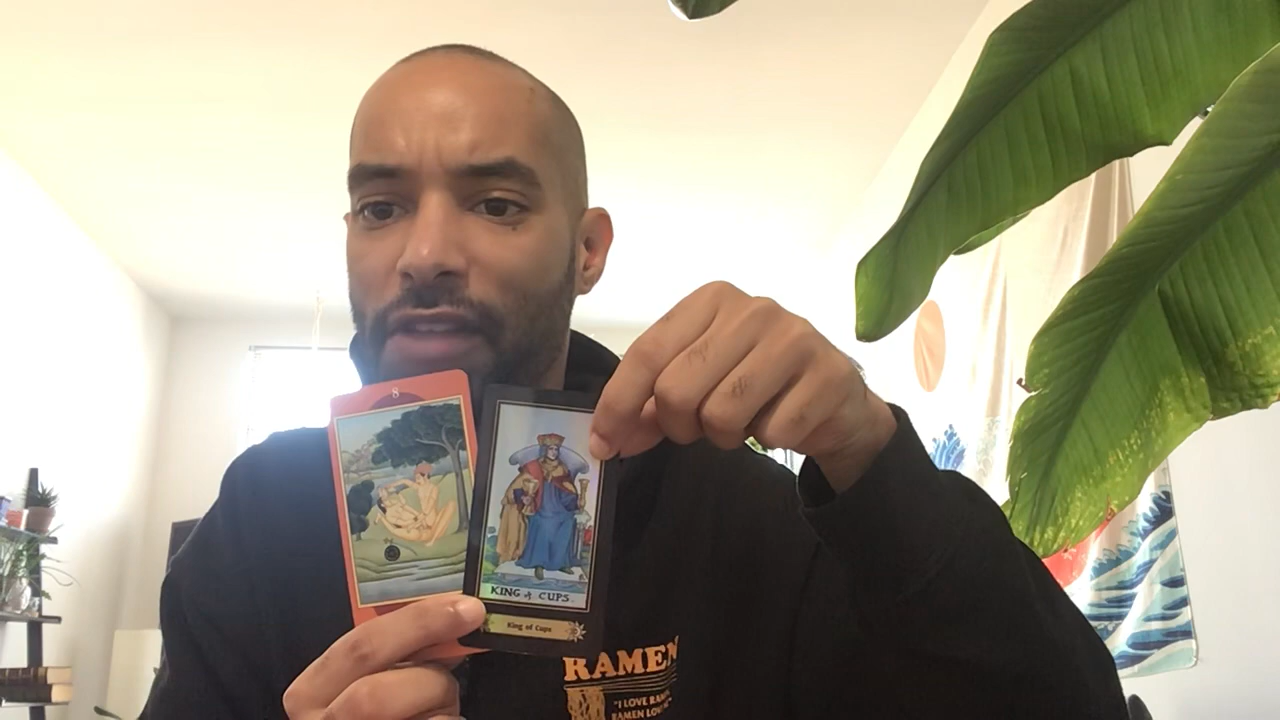 8
KING of CUPS.
King of Cups
RAMEN
"I LOVE
RAMEN